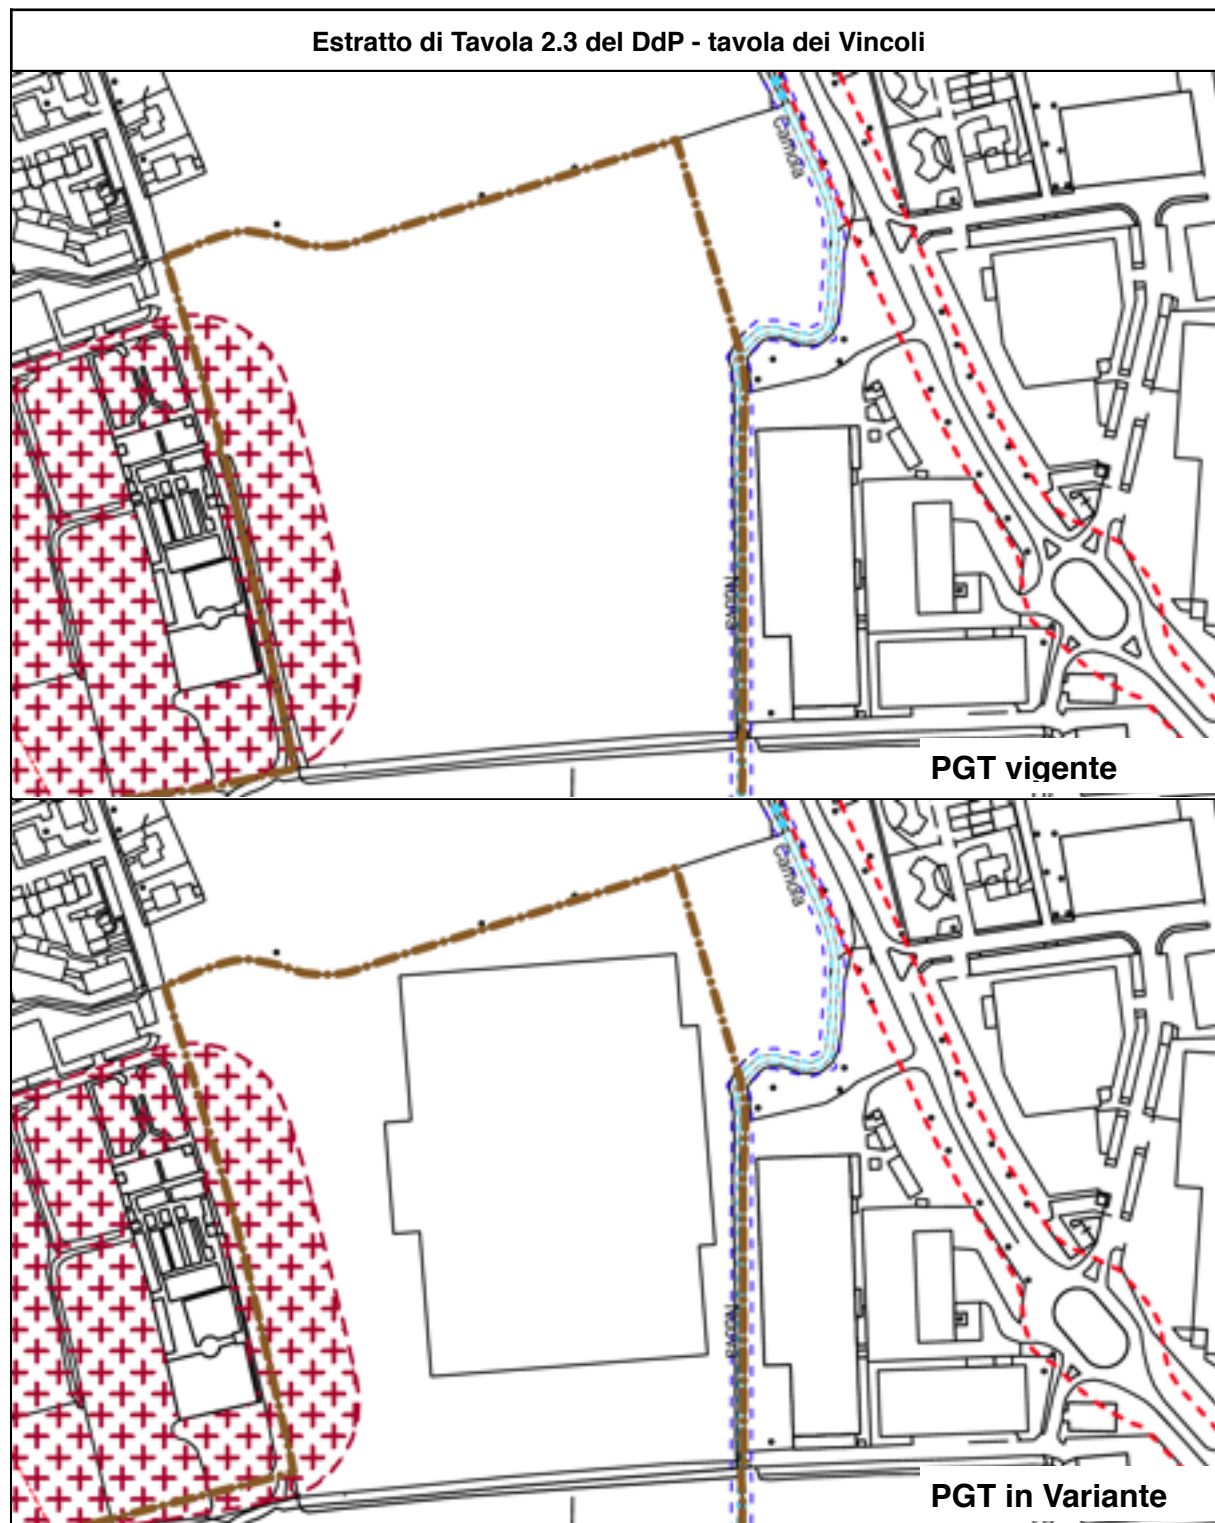 Estratto di Tavola 2.3 del DdP - tavola dei Vincoli
PGT vigente
PGT in Variante